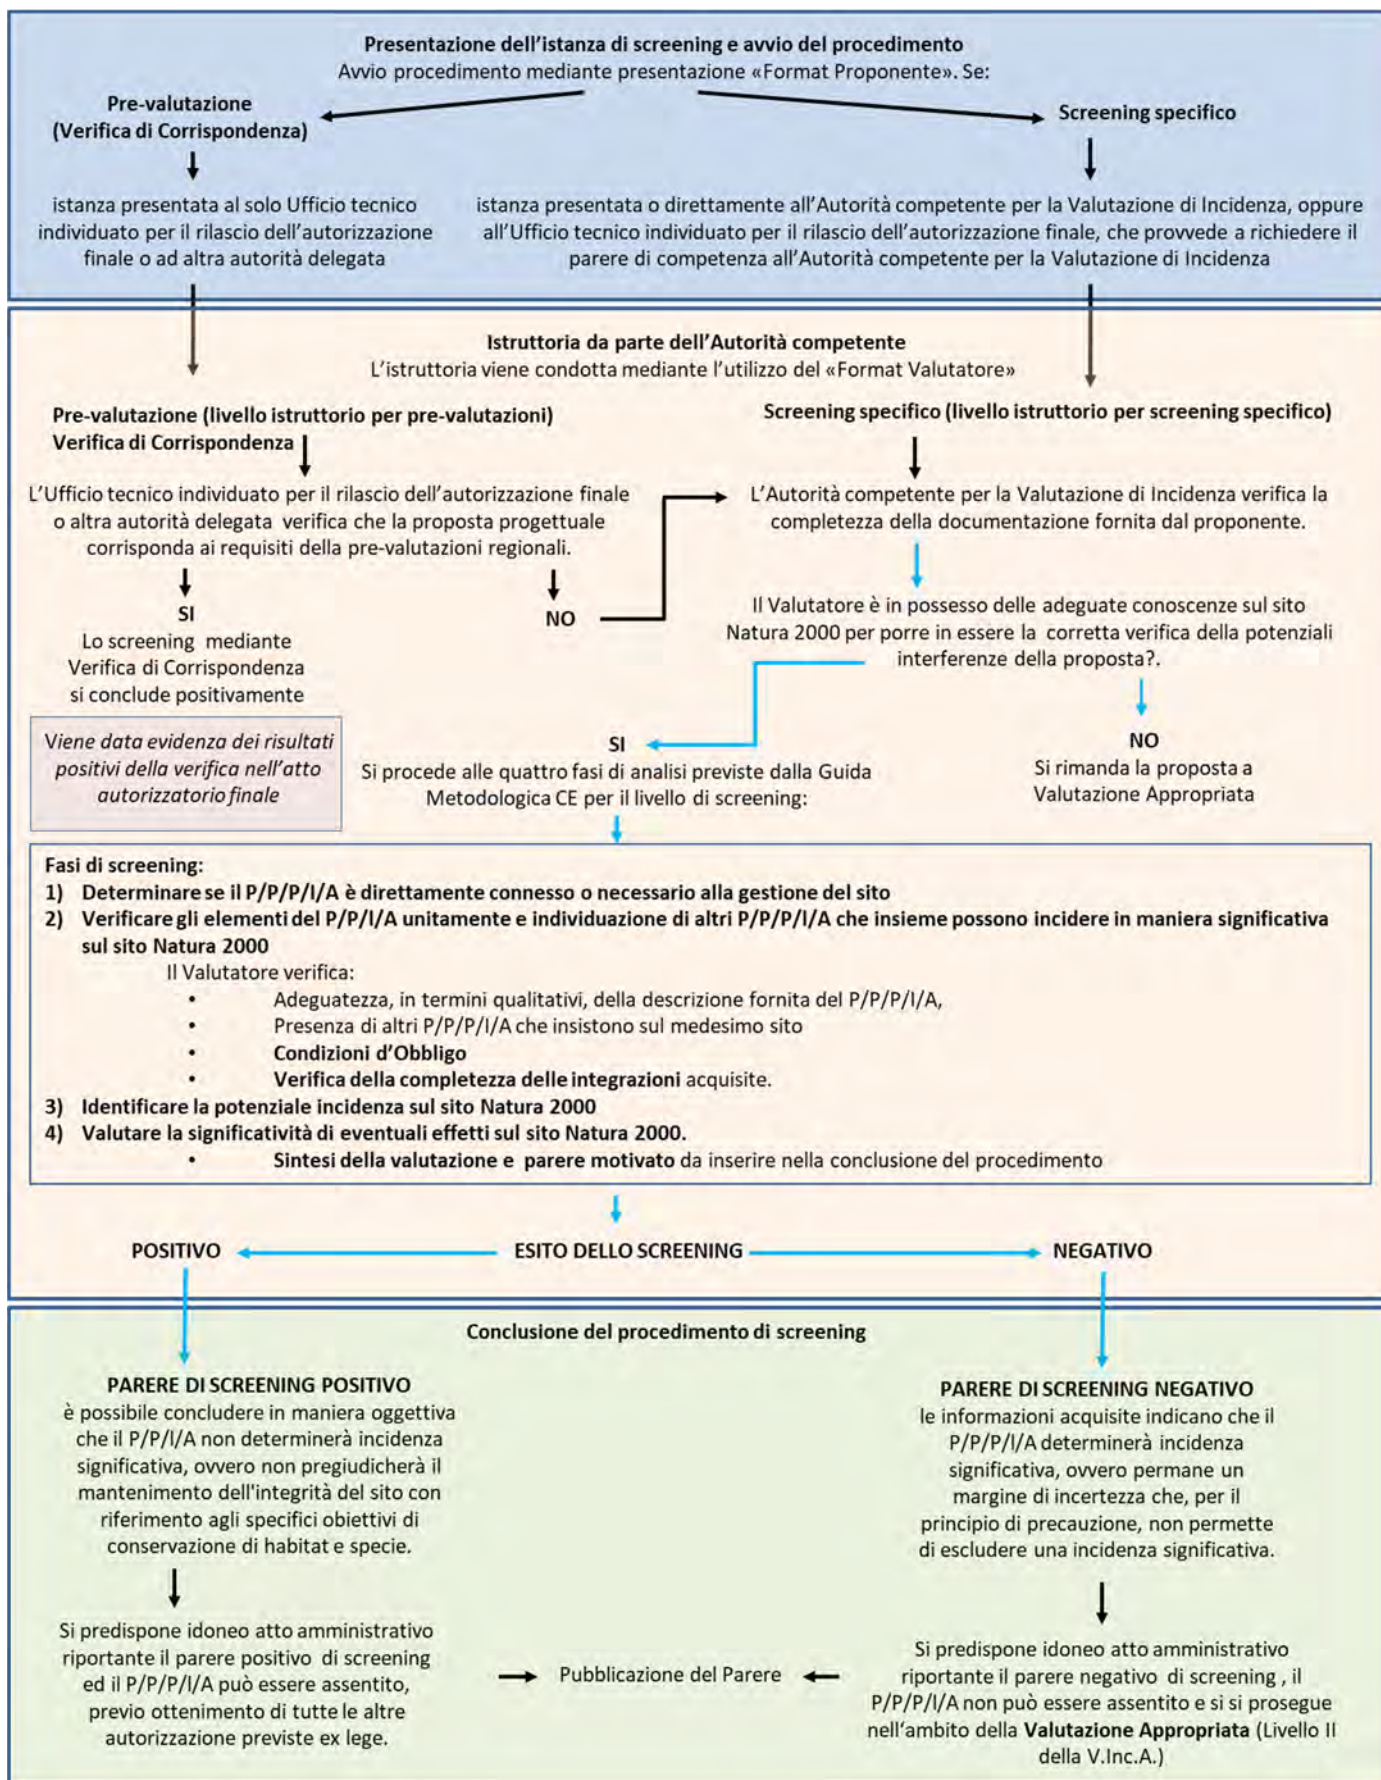 Presentazione dell'istanza di screening e avvio del procedimento
Avvio procedimento mediante presentazione «Format Proponente». Se:
Pre-valutazione
(Verifica di Corrispondenza)
istanza presentata al solo Ufficio tecnico
individuato per il rilascio dell'autorizzazione
finale o ad altra autorità delegata
Screening specifico
istanza presentata o direttamente all'Autorità competente per la Valutazione di Incidenza, oppure
all'Ufficio tecnico individuato per il rilascio dell'autorizzazione finale, che provvede a richiedere il
parere di competenza all'Autorità competente per la Valutazione di Incidenza
Istruttoria da parte dell'Autorità competente
L'istruttoria viene condotta mediante l'utilizzo del «Format Valutatore»
Pre-valutazione (livello istruttorio per pre-valutazioni)
Verifica di Corrispondenza
L'Ufficio tecnico individuato per il rilascio dell'autorizzazione finale
o altra autorità delegata verifica che la proposta progettuale
corrisponda ai requisiti della pre-valutazioni regionali.
SI
Lo screening mediante
Verifica di Corrispondenza
si conclude positivamente
Viene data evidenza dei risultati
positivi della verifica nell'atto
autorizzatorio finale
NO
Screening specifico (livello istruttorio per screening specifico)
L'Autorità competente per la Valutazione di Incidenza verifica la
completezza della documentazione fornita dal proponente.
Il Valutatore è in possesso delle adeguate conoscenze sul sito
Natura 2000 per porre in essere la corretta verifica della potenziali
interferenze della proposta?.
SI
Si procede alle quattro fasi di analisi previste dalla Guida
Metodologica CE per il livello di screening:
NO
Si rimanda la proposta a
Valutazione Appropriata
Fasi di screening:
1) Determinare se il P/P/P/I/A è direttamente connesso o necessario alla gestione del sito
2) Verificare gli elementi del P/P/I/A unitamente e individuazione di altri P/P/P/I/A che insieme possono incidere in maniera significativa
sul sito Natura 2000
Il Valutatore verifica:
• Adeguatezza, in termini qualitativi, della descrizione fornita del P/P/P/I/A,
• Presenza di altri P/P/P/I/A che insistono sul medesimo sito
• Condizioni d'Obbligo
• Verifica della completezza delle integrazioni acquisite.
3) Identificare la potenziale incidenza sul sito Natura 2000
4) Valutare la significatività di eventuali effetti sul sito Natura 2000.
• Sintesi della valutazione e parere motivato da inserire nella conclusione del procedimento
POSITIVO
ESITO DELLO SCREENING
NEGATIVO
Conclusione del procedimento di screening
PARERE DI SCREENING POSITIVO
è possibile concludere in maniera oggettiva
che il P/P/I/A non determinerà incidenza
significativa, ovvero non pregiudicherà il
mantenimento dell'integrità del sito con
riferimento agli specifici obiettivi di
conservazione di habitat e specie.
Si predispone idoneo atto amministrativo
riportante il parere positivo di screening
ed il P/P/P/I/A può essere assentito,
previo ottenimento di tutte le altre
autorizzazione previste ex lege.
Pubblicazione del Parere
PARERE DI SCREENING NEGATIVO
le informazioni acquisite indicano che il
P/P/P/I/A determinerà incidenza
significativa, ovvero permane un
margine di incertezza che, per il
principio di precauzione, non permette
di escludere una incidenza significativa.
Si predispone idoneo atto amministrativo
riportante il parere negativo di screening , il
P/P/P/I/A non può essere assentito e si si prosegue
nell'ambito della Valutazione Appropriata (Livello II
della V.Inc.A.)